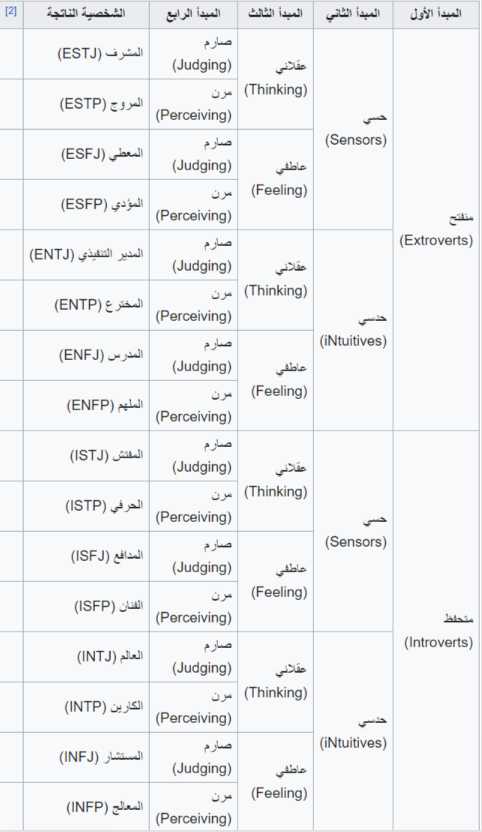 المبدأ الأول	المبدأ الثاني	المبدأ الثالث	المبدأ الرابع	الشخصية الناتجة	[2]
منفتح
(Extroverts)
حسي
(Sensors)
عقلاني
(Thinking)
صارم
(Judging)
المشرف (ESTJ)
مرن
(Perceiving)
المروج (ESTP)
عاطفي
(Feeling)
صارم
(Judging)
المعطي (ESFJ)
مرن
(Perceiving)
المؤدي (ESFP)
حدسي
(iNtuitives)
عقلاني
(Thinking)
صارم
(Judging)
المدير التنفيذي (ENTJ)
مرن
(Perceiving)
المخترع (ENTP)
عاطفي
(Feeling)
صارم
(Judging)
المدرس (ENFJ)
مرن
(Perceiving)
الملهم (ENFP)
متحفظ
(Introverts)
حسي
(Sensors)
عقلاني
(Thinking)
صارم
(Judging)
المفتش (ISTJ)
مرن
(Perceiving)
الحرفي (ISTP)
عاطفي
(Feeling)
صارم
(Judging)
المدافع (ISFJ)
مرن
(Perceiving)
الفنان (ISFP)
حدسي
(iNtuitives)
عقلاني
(Thinking)
صارم
(Judging)
العالم (INTJ)
مرن
(Perceiving)
الكارين (INTP)
عاطفي
(Feeling)
صارم
(Judging)
المستشار (INFJ)
مرن
(Perceiving)
المعالج (INFP)